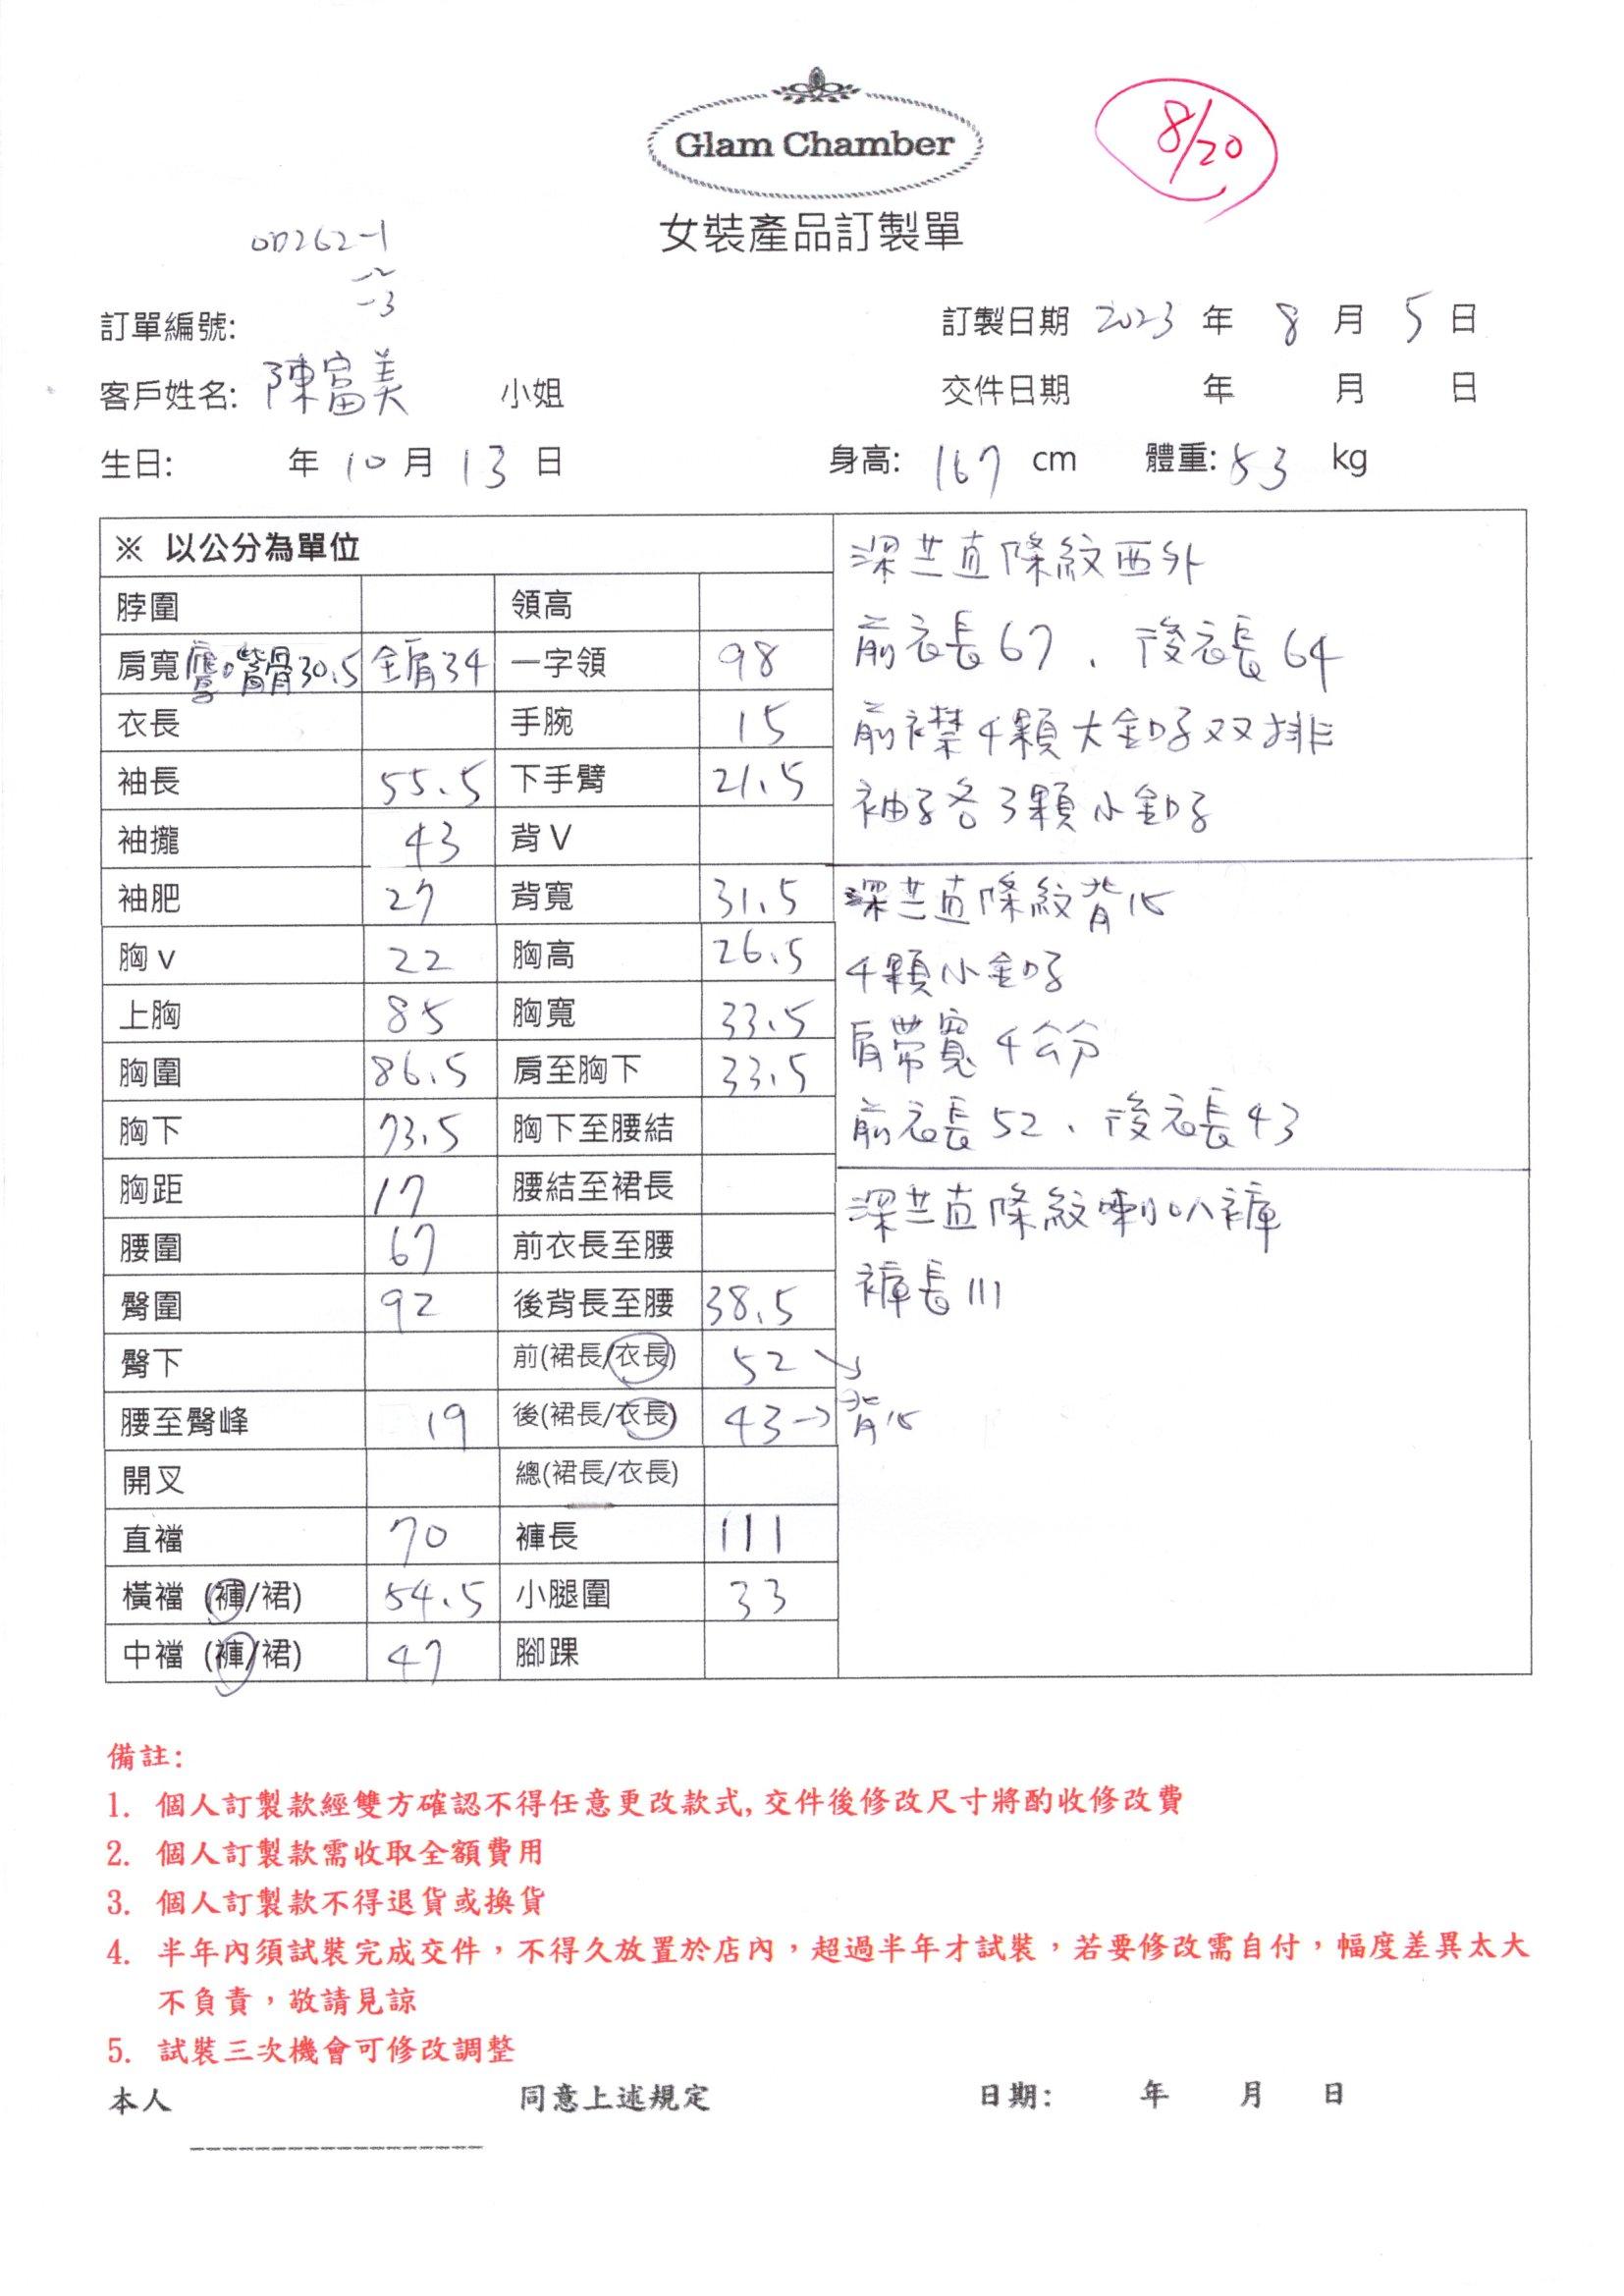 Glam Chamber
8/20
女裝產品訂製單
OD262-1
-2
-3
訂單編號:
訂製日期 2023 年 8 月 5 日
客戶姓名: 陳富美 小姐
交件日期 年 月 日
生日: 年 10 月 13 日
身高: 167 cm 體重: 53 kg
※ 以公分為單位
脖圍 領高
肩寬 鷹嘴骨30.5 全肩34 一字領 98
衣長 手腕 15
袖長 55.5 下手臂 21.5
袖攏 43 背V
袖肥 27 背寬 31.5
胸v 22 胸高 26.5
上胸 85 胸寬 33.5
胸圍 86.5 肩至胸下 33.5
胸下 73.5 胸下至腰結
胸距 17 腰結至裙長
腰圍 67 前衣長至腰
臀圍 92 後背長至腰 38.5
臀下 前(裙長/衣長) 52 ↘
腰至臀峰 19 後(裙長/衣長) 43 → 背心
開叉 總(裙長/衣長)
直襠 70 褲長 111
橫襠 (褲/裙) 54.5 小腿圍 33
中襠 (褲/裙) 47 腳踝
深芷直條紋西外
前衣長67、後衣長64
前襟4顆大釦子双排
袖子各3顆小釦子
深芷直條紋背心
4顆小釦子
肩帶寬4公分
前衣長52、後衣長43
深芷直條紋喇叭褲
褲長111
備註:
1. 個人訂製款經雙方確認不得任意更改款式,交件後修改尺寸將酌收修改費
2. 個人訂製款需收取全額費用
3. 個人訂製款不得退貨或換貨
4. 半年內須試裝完成交件，不得久放置於店內，超過半年才試裝，若要修改需自付，幅度差異太大
不負責，敬請見諒
5. 試裝三次機會可修改調整
本人 同意上述規定 日期: 年 月 日